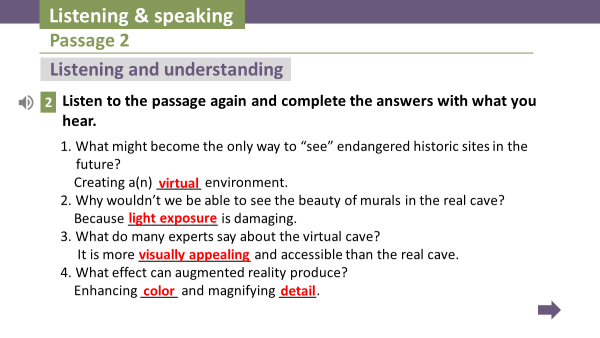 Listening & speaking
Passage 2
Listening and understanding
2 Listen to the passage again and complete the answers with what you
hear.
1. What might become the only way to “see” endangered historic sites in the
future?
Creating a(n) virtual environment.
2. Why wouldn’t we be able to see the beauty of murals in the real cave?
Because light exposure is damaging.
3. What do many experts say about the virtual cave?
It is more visually appealing and accessible than the real cave.
4. What effect can augmented reality produce?
Enhancing color and magnifying detail.